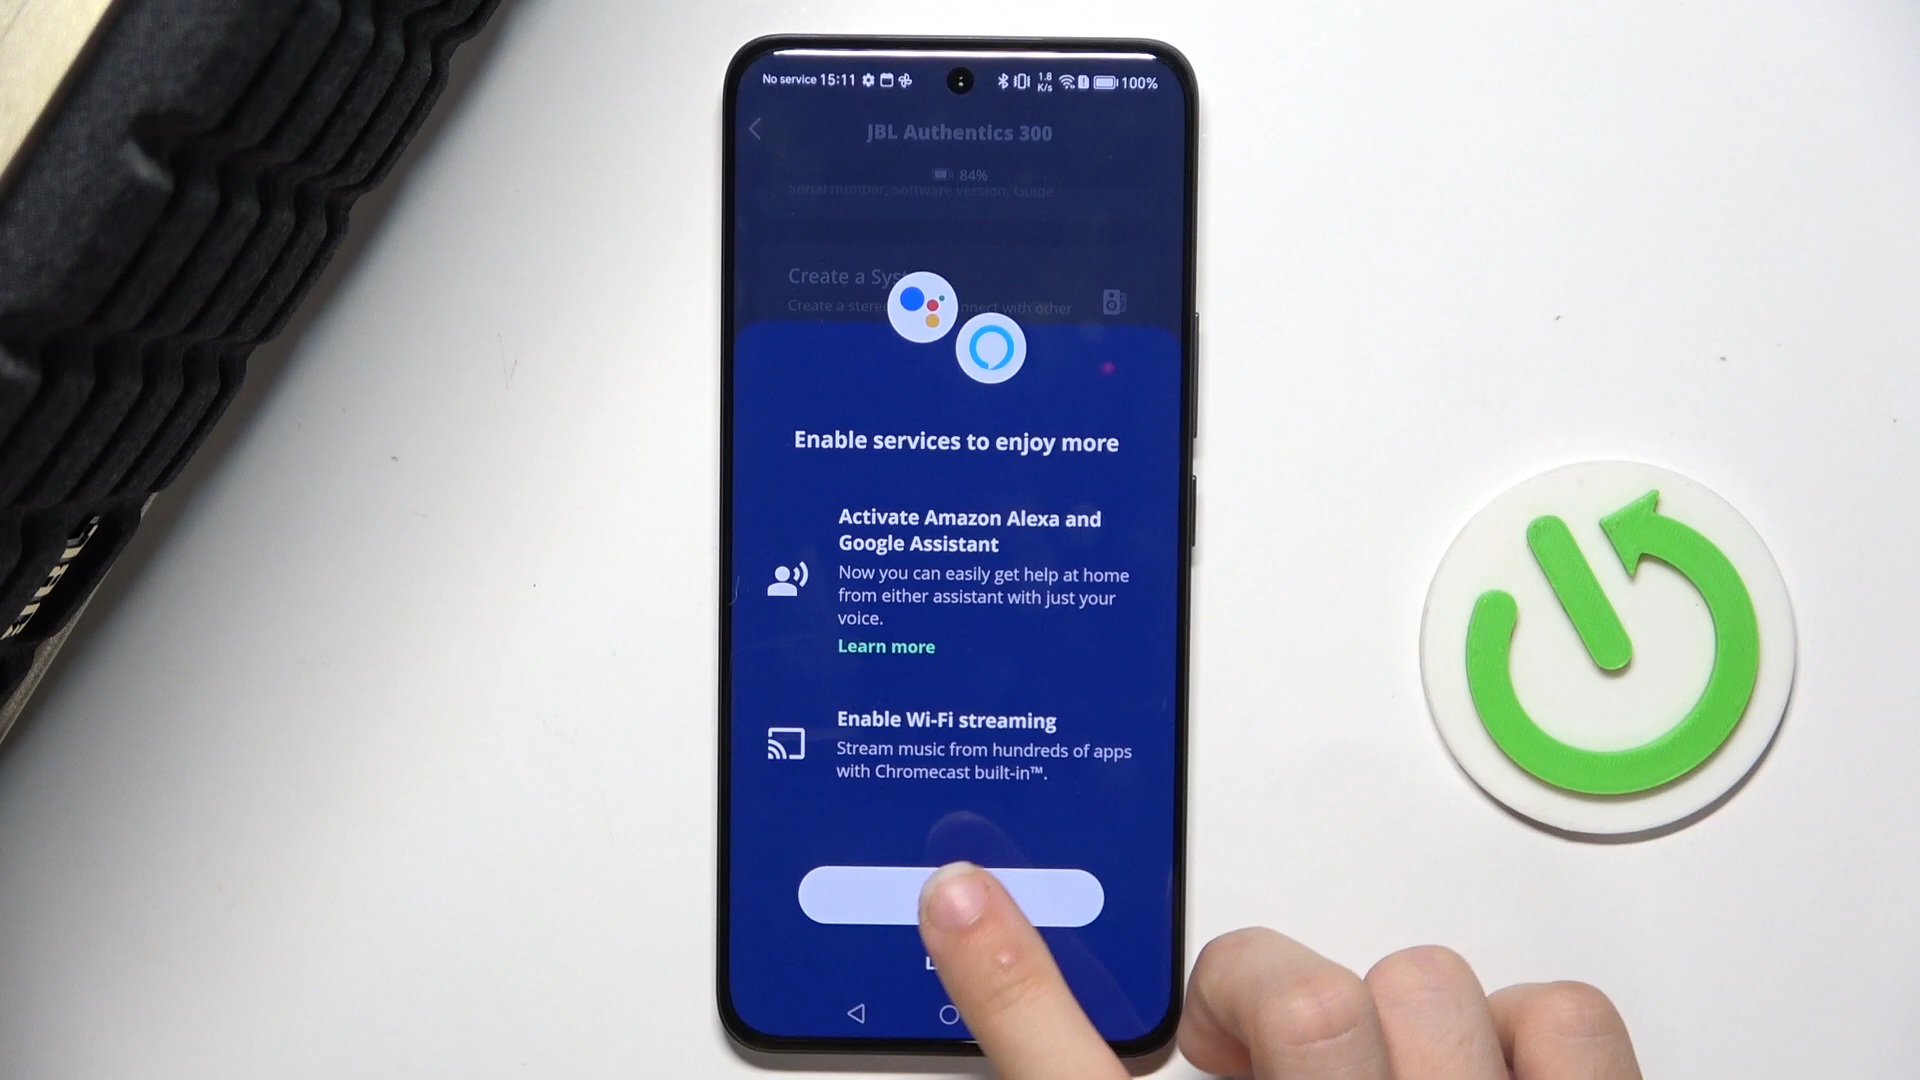 No service 15:11
1.8
K/s
100%
JBL Authentics 300
84%
Serial number, Software version, Guide
Create a
Create a
with other
Enable services to enjoy more
Activate Amazon Alexa and
Google Assistant
Now you can easily get help at home
from either assistant with just your
voice.
Learn more
Enable Wi-Fi streaming
Stream music from hundreds of apps
with Chromecast built-in™.